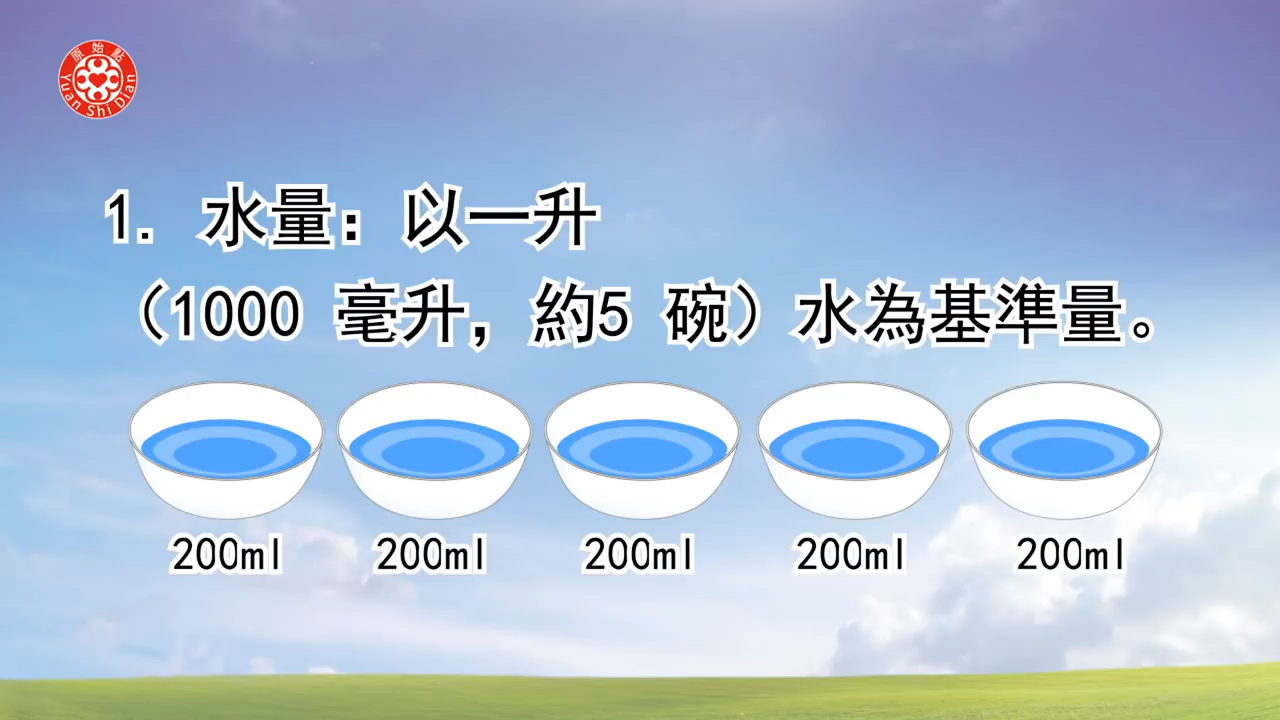 原始點
Yuan Shi Dian
1. 水量：以一升
（1000 毫升，約5 碗）水為基準量。
200ml 200ml 200ml 200ml 200ml